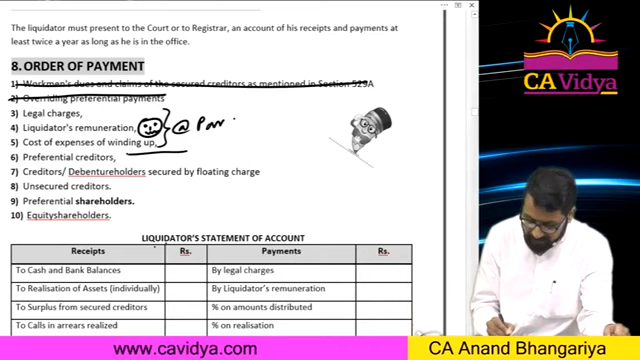 The liquidator must present to the Court or to Registrar, an account of his receipts and payments at
least twice a year as long as he is in the office.
8. ORDER OF PAYMENT
1) Workmen's dues and claims of the secured creditors as mentioned in Section 529A
2) Overriding preferential payments
3) Legal charges,
4) Liquidator's remuneration,
@ Par
5) Cost of expenses of winding up,
6) Preferential creditors,
7) Creditors/ Debentureholders secured by floating charge
8) Unsecured creditors.
9) Preferential shareholders.
10) Equityshareholders.
LIQUIDATOR'S STATEMENT OF ACCOUNT
Receipts Rs. Payments Rs.
To Cash and Bank Balances By legal charges
To Realisation of Assets (individually) By Liquidator's remuneration
To Surplus from secured creditors % on amounts distributed
To Calls in arrears realized % on realisation
CA Vidya
www.cavidya.com CA Anand Bhangariya